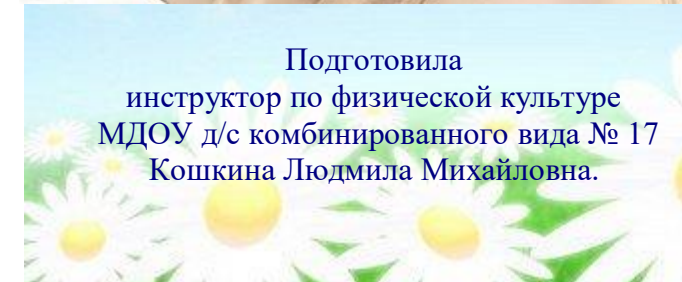 Подготовила
инструктор по физической культуре
МДОУ д/с комбинированного вида № 17
Кошкина Людмила Михайловна.